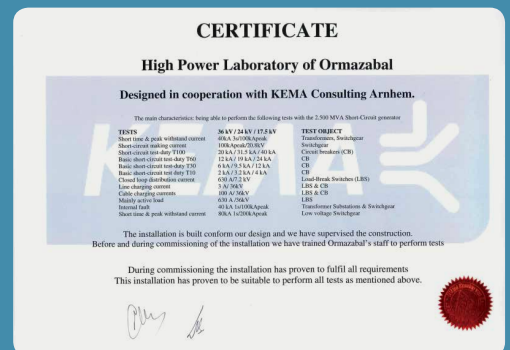 CERTIFICATE
High Power Laboratory of Ormazabal
Designed in cooperation with KEMA Consulting Arnhem.
The main characteristics: being able to perform the following tests with the 2.500 MVA Short-Circuit generator
TESTS 36 kV / 24 kV / 17.5 kV TEST OBJECT
Short time & peak withstand current 40kA 3s/100kApeak Transformers, Switchgear
Short-circuit making current 100kApeak/20,8kV Switchgear
Short-circuit test-duty T100 20 kA / 31.5 kA / 40 kA Circuit breakers (CB)
Basic short-circuit test-duty T60 12 kA / 19 kA / 24 kA CB
Basic short-circuit test-duty T30 6 kA / 9.5 kA / 12 kA CB
Basic short-circuit test duty T10 2 kA / 3.2 kA / 4 kA CB
Closed loop distribution current 630 A/7.2 kV Load-Break Switches (LBS)
Line charging current 3 A/ 36kV LBS & CB
Cable charging currents 100 A/ 36kV LBS & CB
Mainly active load 630 A /36kV LBS
Internal fault 40 kA 1s/100kApeak Transformer Substations & Switchgear
Short time & peak withstand current 80kA 1s/200kApeak Low voltage Switchgear
KEMA
The installation is built conform our design and we have supervised the construction.
Before and during commissioning of the installation we have trained Ormazabal's staff to perform tests
During commissioning the installation has proven to fulfil all requirements
This installation has proven to be suitable to perform all tests as mentioned above.